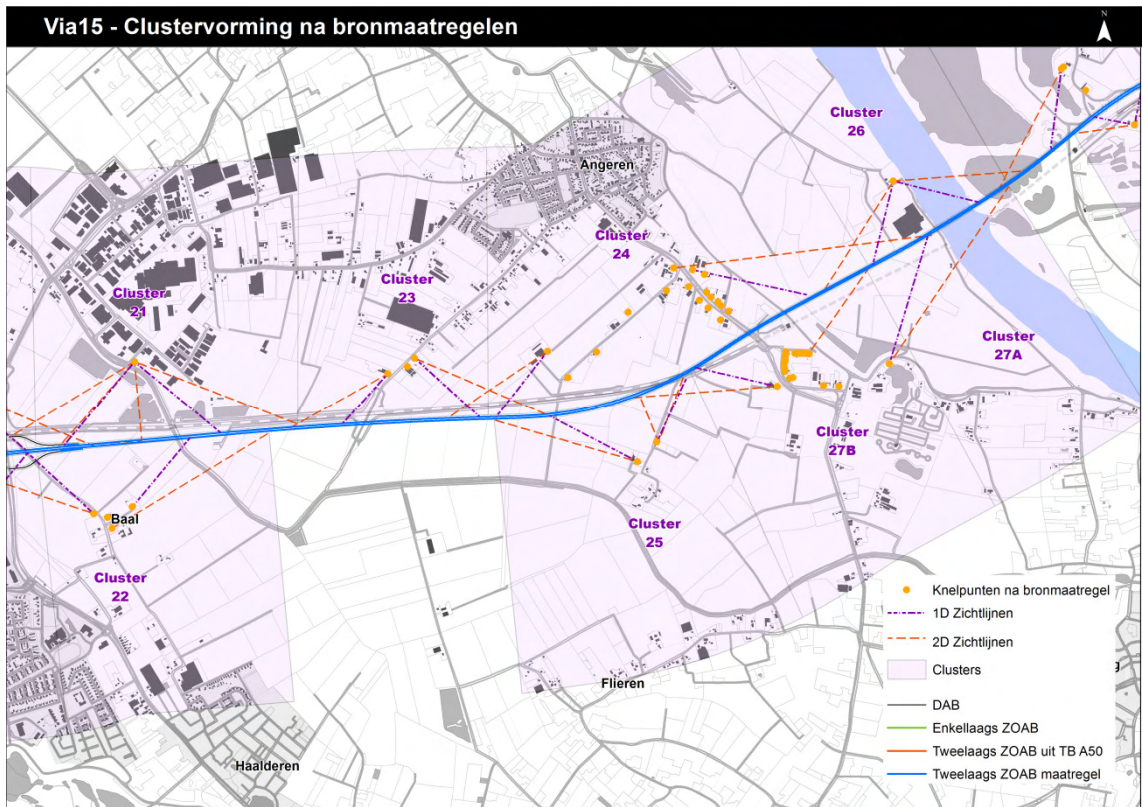 Via15 - Clustervorming na bronmaatregelen
N
Cluster
26
Angeren
Cluster
24
Cluster
23
Cluster
21
Cluster
27A
Cluster
27B
Baal
Cluster
25
Cluster
22
Flieren
Haalderen
Knelpunten na bronmaatregel
1D Zichtlijnen
2D Zichtlijnen
Clusters
g
DAB
Enkellaags ZOAB
Tweelaags ZOAB uit TB A50
Tweelaags ZOAB maatregel